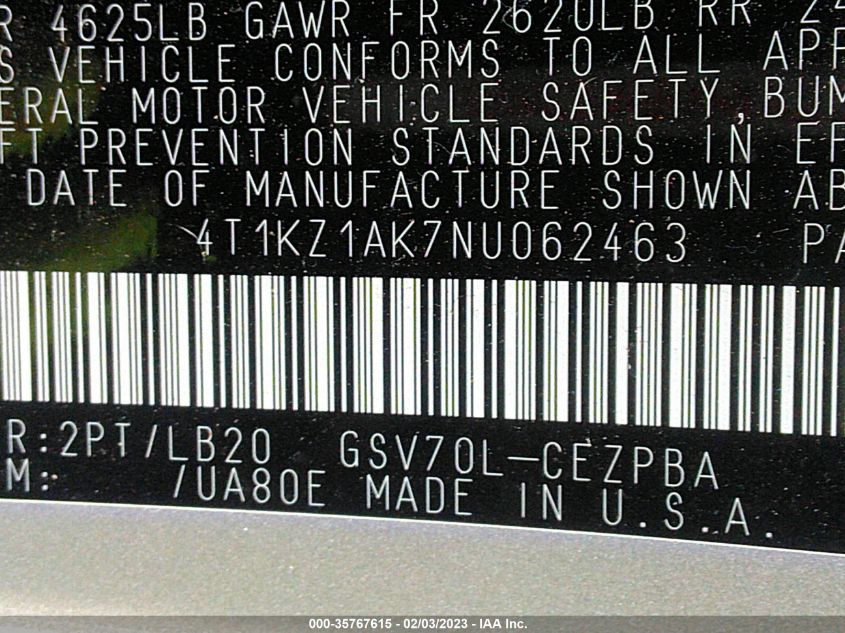 R 4625LB GAWR FR 2620LB RR 24
S VEHICLE CONFORMS TO ALL APP
ERAL MOTOR VEHICLE SAFETY, BUM
FT PREVENTION STANDARDS IN EF
DATE OF MANUFACTURE SHOWN AB
4T1KZ1AK7NU062463 PA
R:2PT/LB20 GSV70L-CEZPBA
M: /UA80E MADE IN U.S.A.
000-35767615 - 02/03/2023 - IAA Inc.